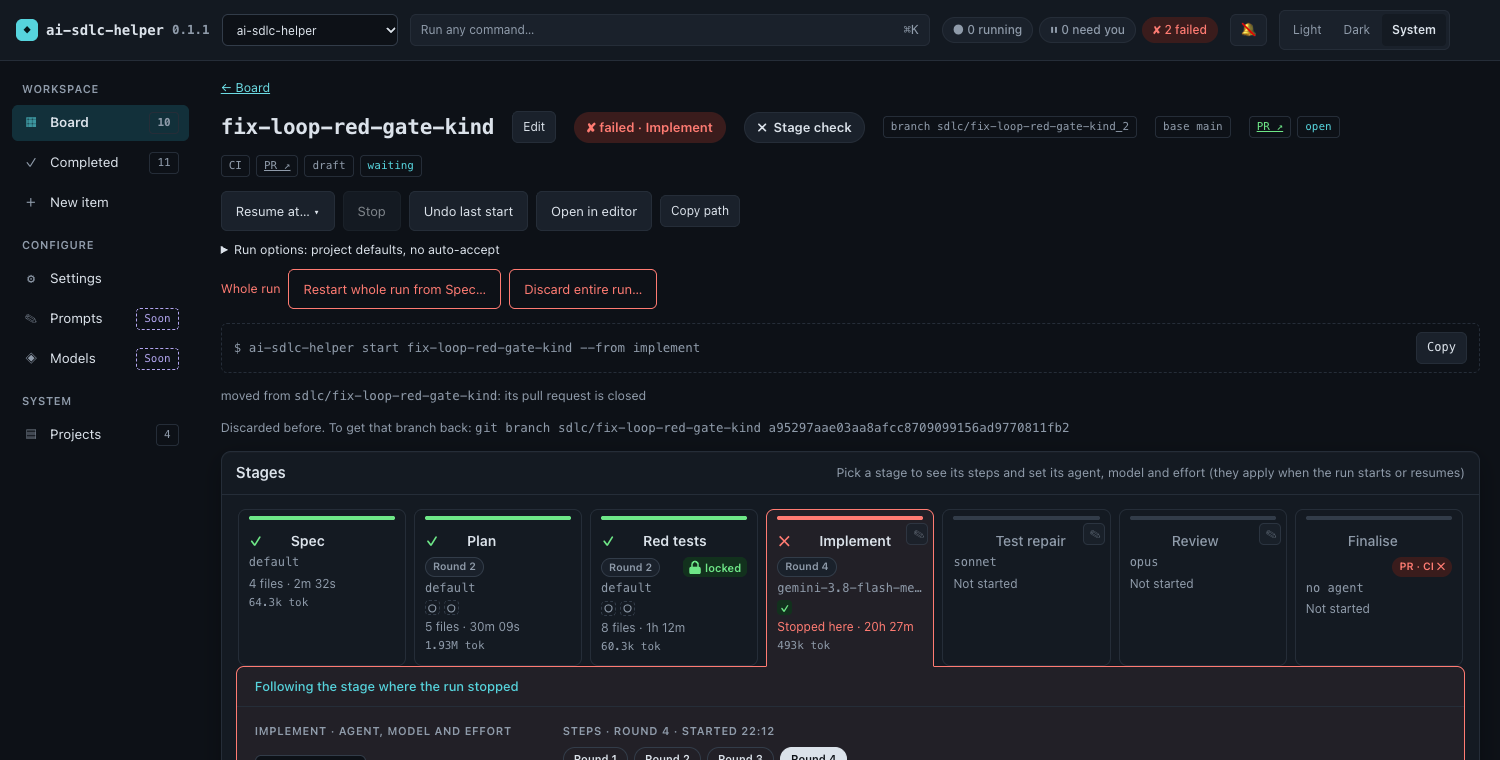 ai-sdlc-helper 0.1.1
ai-sdlc-helper
Run any command... ⌘K
0 running
0 need you
✘ 2 failed
Light Dark System
WORKSPACE
Board 10
Completed 11
+ New item
CONFIGURE
Settings
Prompts Soon
Models Soon
SYSTEM
Projects 4
← Board
fix-loop-red-gate-kind
Edit
✘ failed · Implement
✕ Stage check
branch sdlc/fix-loop-red-gate-kind_2
base main
PR ↗ open
CI PR ↗ draft waiting
Resume at... ▾
Stop
Undo last start
Open in editor
Copy path
▶ Run options: project defaults, no auto-accept
Whole run
Restart whole run from Spec...
Discard entire run...
$ ai-sdlc-helper start fix-loop-red-gate-kind --from implement
Copy
moved from sdlc/fix-loop-red-gate-kind: its pull request is closed
Discarded before. To get that branch back: git branch sdlc/fix-loop-red-gate-kind a95297aae03aa8afcc8709099156ad9770811fb2
Stages
Pick a stage to see its steps and set its agent, model and effort (they apply when the run starts or resumes)
✓ Spec
default
4 files · 2m 32s
64.3k tok
✓ Plan
Round 2
default
5 files · 30m 09s
1.93M tok
✓ Red tests
Round 2 locked
default
8 files · 1h 12m
60.3k tok
✕ Implement
Round 4
gemini-3.8-flash-me…
✓
Stopped here · 20h 27m
493k tok
Test repair
sonnet
Not started
Review
opus
Not started
Finalise
PR · CI ✕
no agent
Not started
Following the stage where the run stopped
IMPLEMENT · AGENT, MODEL AND EFFORT
STEPS · ROUND 4 · STARTED 22:12
Round 1 Round 2 Round 3 Round 4